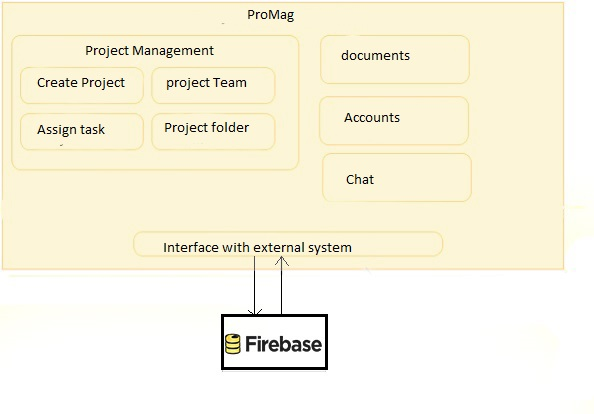 ProMag
Project Management
Create Project
project Team
Assign task
Project folder
documents
Accounts
Chat
Interface with external system
Firebase